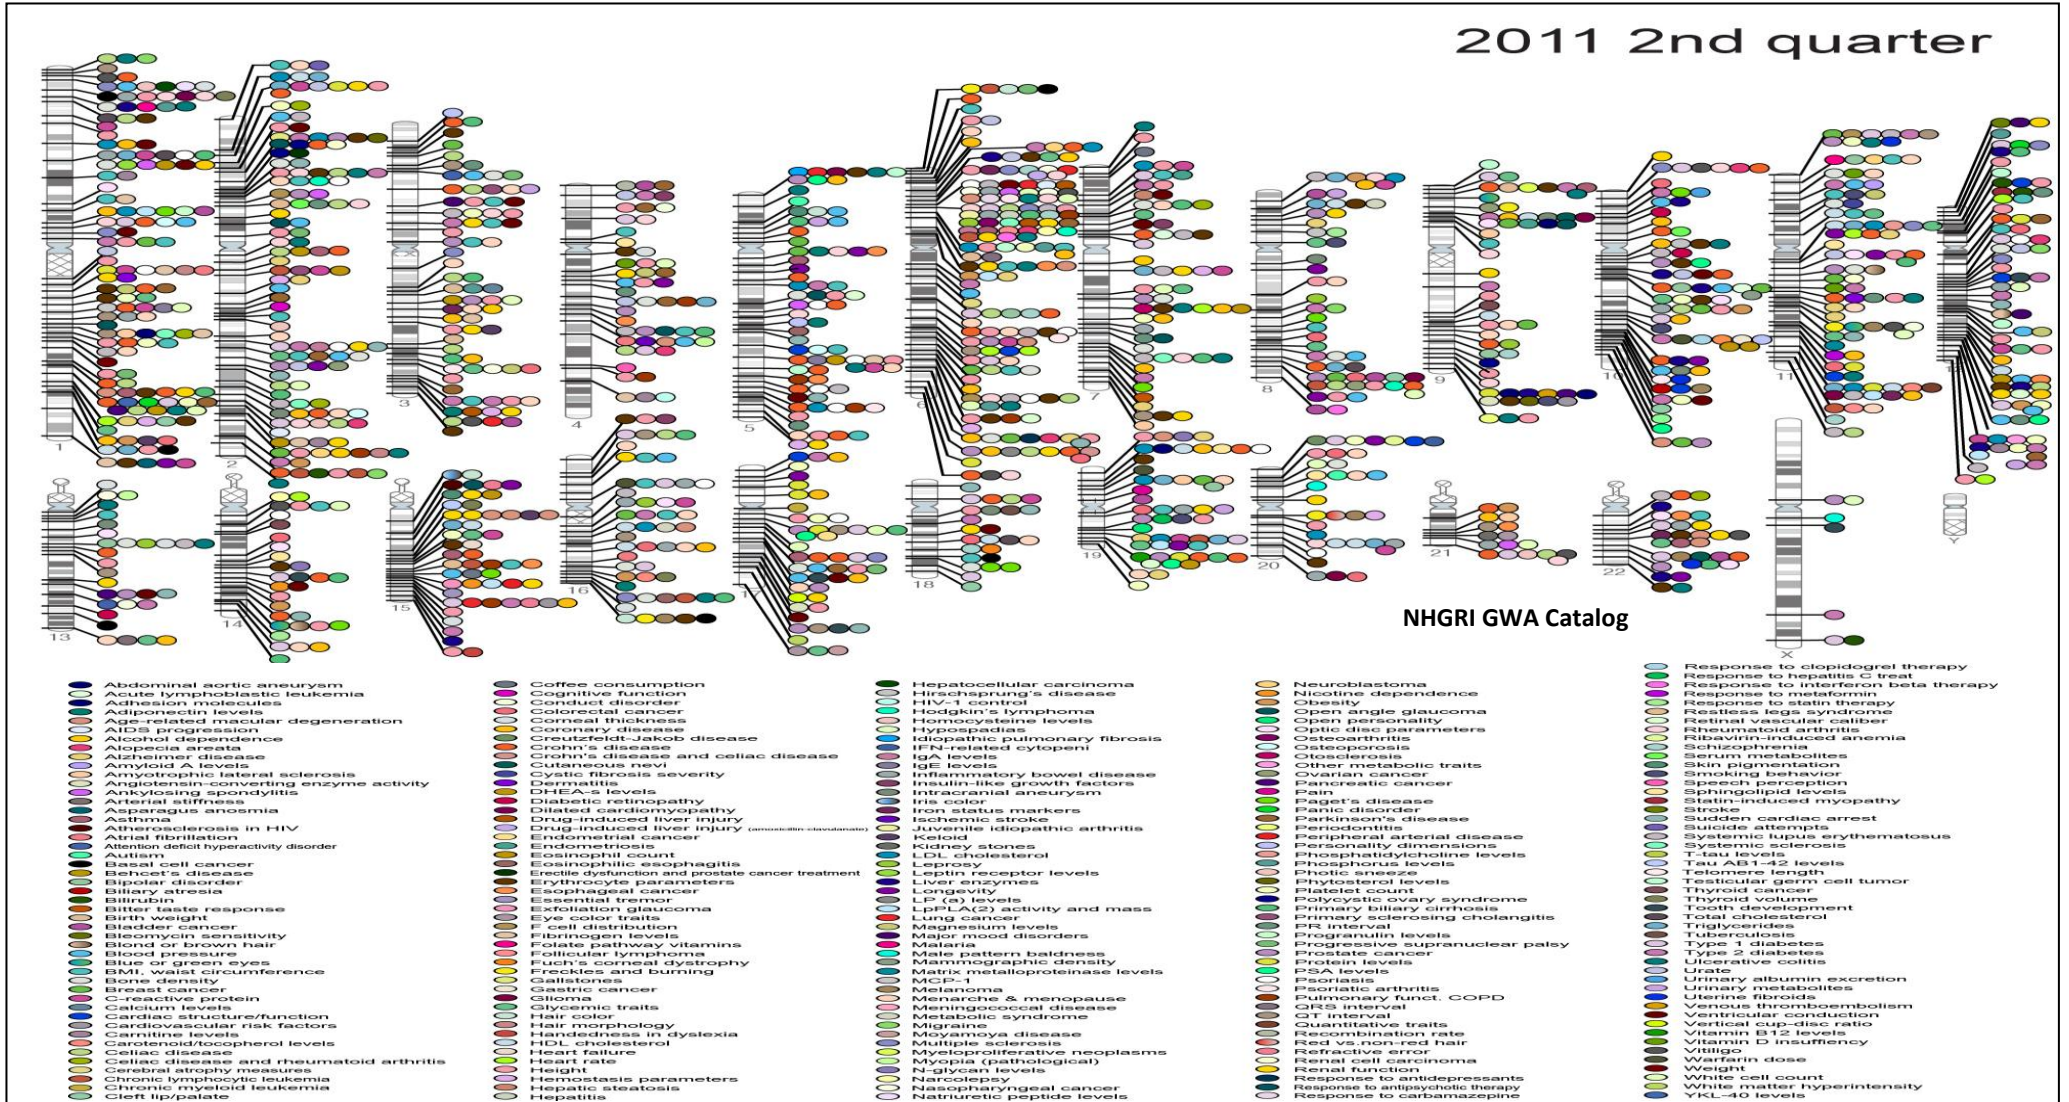 2011 2nd quarter
1
2
3
4
5
6
7
8
9
10
11
13
14
15
16
17
18
19
20
21
22
X
Y
NHGRI GWA Catalog
Abdominal aortic aneurysm
Acute lymphoblastic leukemia
Adhesion molecules
Adiponectin levels
Age-related macular degeneration
AIDS progression
Alcohol dependence
Alopecia areata
Alzheimer disease
Amyloid A levels
Amyotrophic lateral sclerosis
Angiotensin-converting enzyme activity
Ankylosing spondylitis
Arterial stiffness
Asparagus anosmia
Asthma
Atherosclerosis in HIV
Atrial fibrillation
Attention deficit hyperactivity disorder
Autism
Basal cell cancer
Behcet's disease
Bipolar disorder
Biliary atresia
Bilirubin
Bitter taste response
Birth weight
Bladder cancer
Bleomycin sensitivity
Blond or brown hair
Blood pressure
Blue or green eyes
BMI, waist circumference
Bone density
Breast cancer
C-reactive protein
Calcium levels
Cardiac structure/function
Cardiovascular risk factors
Carnitine levels
Carotenoid/tocopherol levels
Celiac disease
Celiac disease and rheumatoid arthritis
Cerebral atrophy measures
Chronic lymphocytic leukemia
Chronic myeloid leukemia
Cleft lip/palate
Coffee consumption
Cognitive function
Conduct disorder
Colorectal cancer
Corneal thickness
Coronary disease
Creutzfeldt-Jakob disease
Crohn's disease
Crohn's disease and celiac disease
Cutaneous nevi
Cystic fibrosis severity
Dermatitis
DHEA-s levels
Diabetic retinopathy
Dilated cardiomyopathy
Drug-induced liver injury
Drug-induced liver injury (amoxicillin-clavulanate)
Endometrial cancer
Endometriosis
Eosinophil count
Eosinophilic esophagitis
Erectile dysfunction and prostate cancer treatment
Erythrocyte parameters
Esophageal cancer
Essential tremor
Exfoliation glaucoma
Eye color traits
F cell distribution
Fibrinogen levels
Folate pathway vitamins
Follicular lymphoma
Fuch's corneal dystrophy
Freckles and burning
Gallstones
Gastric cancer
Glioma
Glycemic traits
Hair color
Hair morphology
Handedness in dyslexia
HDL cholesterol
Heart failure
Heart rate
Height
Hemostasis parameters
Hepatic steatosis
Hepatitis
Hepatocellular carcinoma
Hirschsprung's disease
HIV-1 control
Hodgkin's lymphoma
Homocysteine levels
Hypospadias
Idiopathic pulmonary fibrosis
IFN-related cytopeni
IgA levels
IgE levels
Inflammatory bowel disease
Insulin-like growth factors
Intracranial aneurysm
Iris color
Iron status markers
Ischemic stroke
Juvenile idiopathic arthritis
Keloid
Kidney stones
LDL cholesterol
Leprosy
Leptin receptor levels
Liver enzymes
Longevity
LP (a) levels
LpPLA(2) activity and mass
Lung cancer
Magnesium levels
Major mood disorders
Malaria
Male pattern baldness
Mammographic density
Matrix metalloproteinase levels
MCP-1
Melanoma
Menarche & menopause
Meningococcal disease
Metabolic syndrome
Migraine
Moyamoya disease
Multiple sclerosis
Myeloproliferative neoplasms
Myopia (pathological)
N-glycan levels
Narcolepsy
Nasopharyngeal cancer
Natriuretic peptide levels
Neuroblastoma
Nicotine dependence
Obesity
Open angle glaucoma
Open personality
Optic disc parameters
Osteoarthritis
Osteoporosis
Otosclerosis
Other metabolic traits
Ovarian cancer
Pancreatic cancer
Pain
Paget's disease
Panic disorder
Parkinson's disease
Periodontitis
Peripheral arterial disease
Personality dimensions
Phosphatidylcholine levels
Phosphorus levels
Photic sneeze
Phytosterol levels
Platelet count
Polycystic ovary syndrome
Primary biliary cirrhosis
Primary sclerosing cholangitis
PR interval
Progranulin levels
Progressive supranuclear palsy
Prostate cancer
Protein levels
PSA levels
Psoriasis
Psoriatic arthritis
Pulmonary funct. COPD
QRS interval
QT interval
Quantitative traits
Recombination rate
Red vs.non-red hair
Refractive error
Renal cell carcinoma
Renal function
Response to antidepressants
Response to antipsychotic therapy
Response to carbamazepine
Response to clopidogrel therapy
Response to hepatitis C treat
Response to interferon beta therapy
Response to metaformin
Response to statin therapy
Restless legs syndrome
Retinal vascular caliber
Rheumatoid arthritis
Ribavirin-induced anemia
Schizophrenia
Serum metabolites
Skin pigmentation
Smoking behavior
Speech perception
Sphingolipid levels
Statin-induced myopathy
Stroke
Sudden cardiac arrest
Suicide attempts
Systemic lupus erythematosus
Systemic sclerosis
T-tau levels
Tau AB1-42 levels
Telomere length
Testicular germ cell tumor
Thyroid cancer
Thyroid volume
Tooth development
Total cholesterol
Triglycerides
Tuberculosis
Type 1 diabetes
Type 2 diabetes
Ulcerative colitis
Urate
Urinary albumin excretion
Urinary metabolites
Uterine fibroids
Venous thromboembolism
Ventricular conduction
Vertical cup-disc ratio
Vitamin B12 levels
Vitamin D insuffiency
Vitiligo
Warfarin dose
Weight
White cell count
White matter hyperintensity
YKL-40 levels